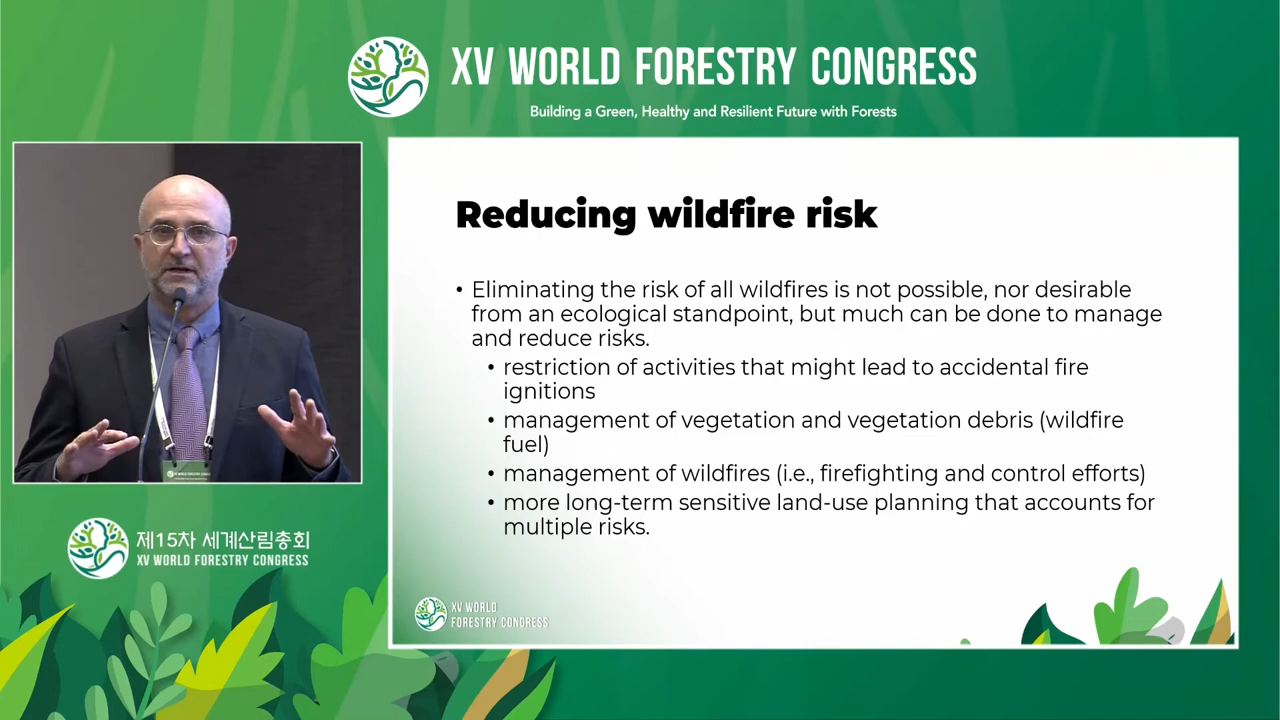 XV WORLD FORESTRY CONGRESS
Building a Green, Healthy and Resilient Future with Forests
Reducing wildfire risk
• Eliminating the risk of all wildfires is not possible, nor desirable
from an ecological standpoint, but much can be done to manage
and reduce risks.
• restriction of activities that might lead to accidental fire
ignitions
• management of vegetation and vegetation debris (wildfire
fuel)
• management of wildfires (i.e., firefighting and control efforts)
• more long-term sensitive land-use planning that accounts for
multiple risks.
제15차 세계산림총회
XV WORLD FORESTRY CONGRESS
XV WORLD
FORESTRY CONGRESS